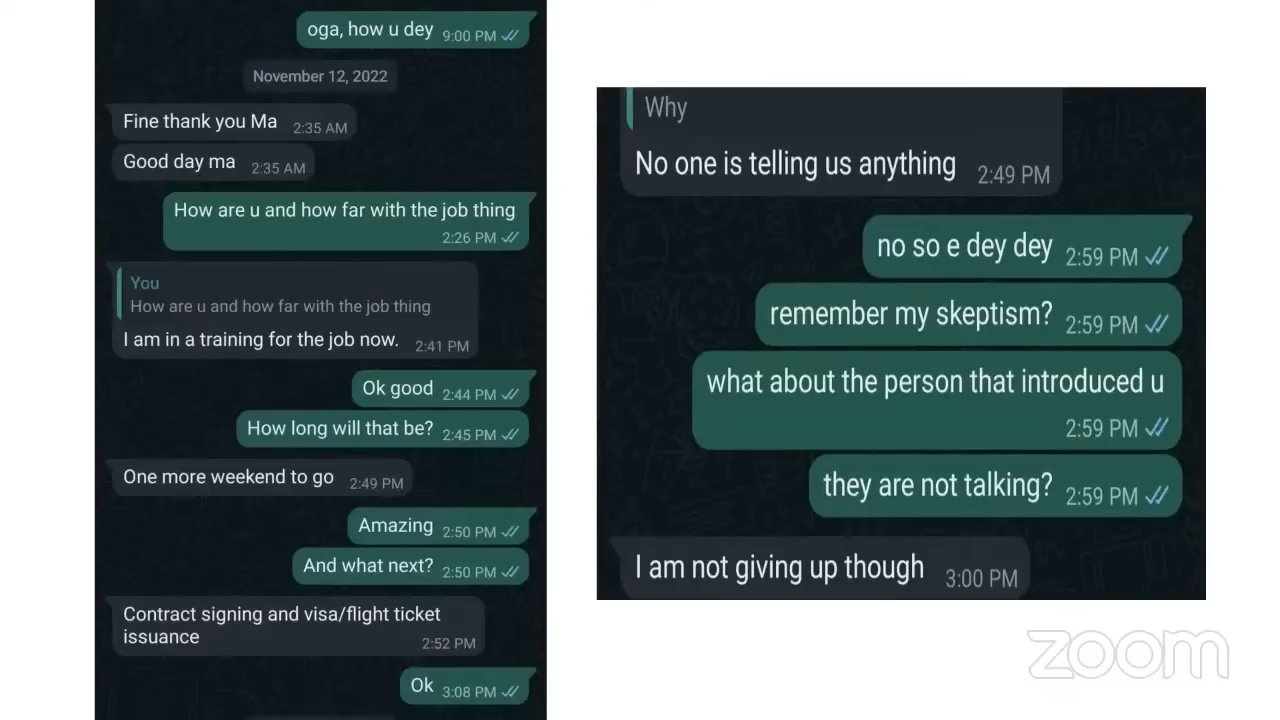 oga, how u dey 9:00 PM
November 12, 2022
Fine thank you Ma 2:35 AM
Good day ma 2:35 AM
How are u and how far with the job thing
2:26 PM
You
How are u and how far with the job thing
I am in a training for the job now. 2:41 PM
Ok good 2:44 PM
How long will that be? 2:45 PM
One more weekend to go 2:49 PM
Amazing 2:50 PM
And what next? 2:50 PM
Contract signing and visa/flight ticket
issuance 2:52 PM
Ok 3:08 PM
Why
No one is telling us anything 2:49 PM
no so e dey dey 2:59 PM
remember my skeptism? 2:59 PM
what about the person that introduced u
2:59 PM
they are not talking? 2:59 PM
I am not giving up though 3:00 PM
zoom